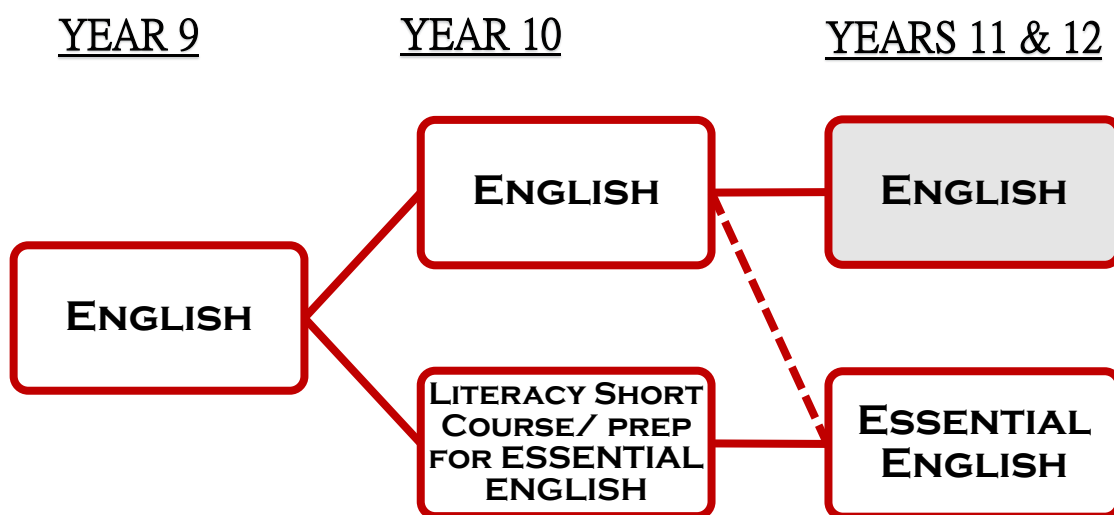 YEAR 9
YEAR 10
YEARS 11 & 12
ENGLISH
ENGLISH
ENGLISH
LITERACY SHORT
COURSE/ PREP
FOR ESSENTIAL
ENGLISH
ESSENTIAL
ENGLISH